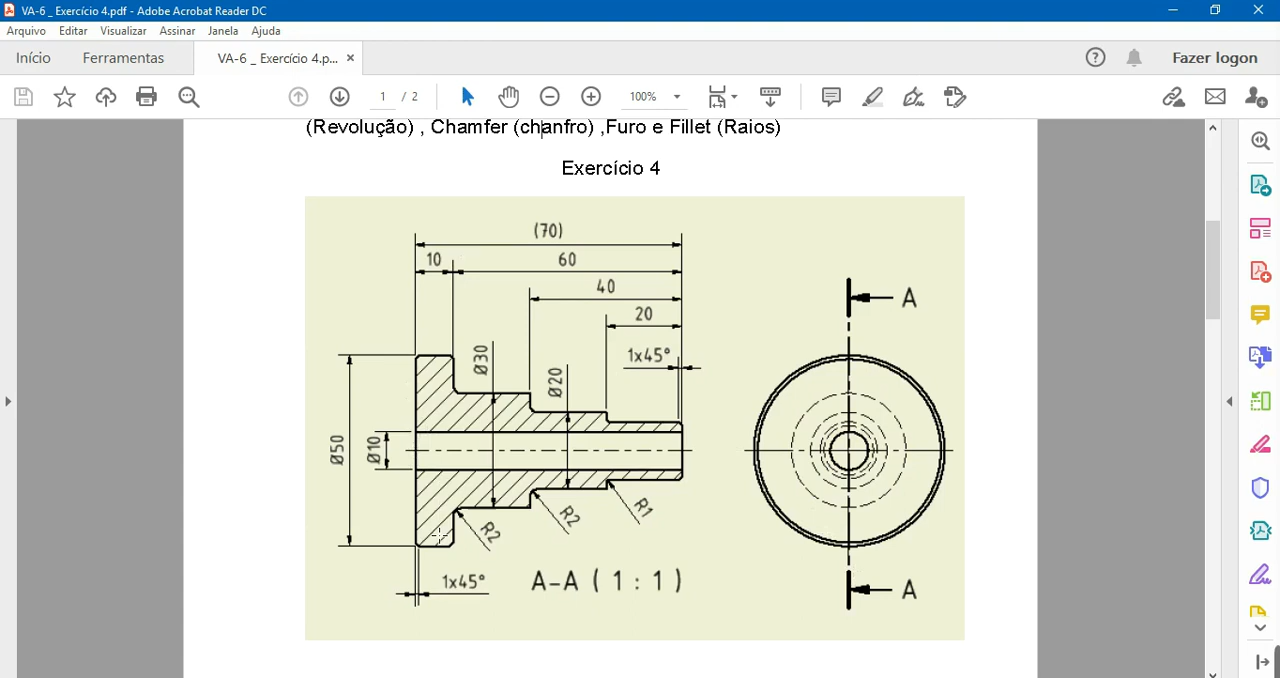 VA-6 _ Exercício 4.pdf - Adobe Acrobat Reader DC
Arquivo Editar Visualizar Assinar Janela Ajuda
Início Ferramentas VA-6 _ Exercício 4.p... × Fazer logon
1 / 2 100%
(Revolução) , Chamfer (chanfro) ,Furo e Fillet (Raios)
Exercício 4
(70)
10 60
40
20
1x45°
Ø30
Ø20
Ø50
Ø10
R2
R2
R1
1x45°
A-A ( 1 : 1 )
A
A